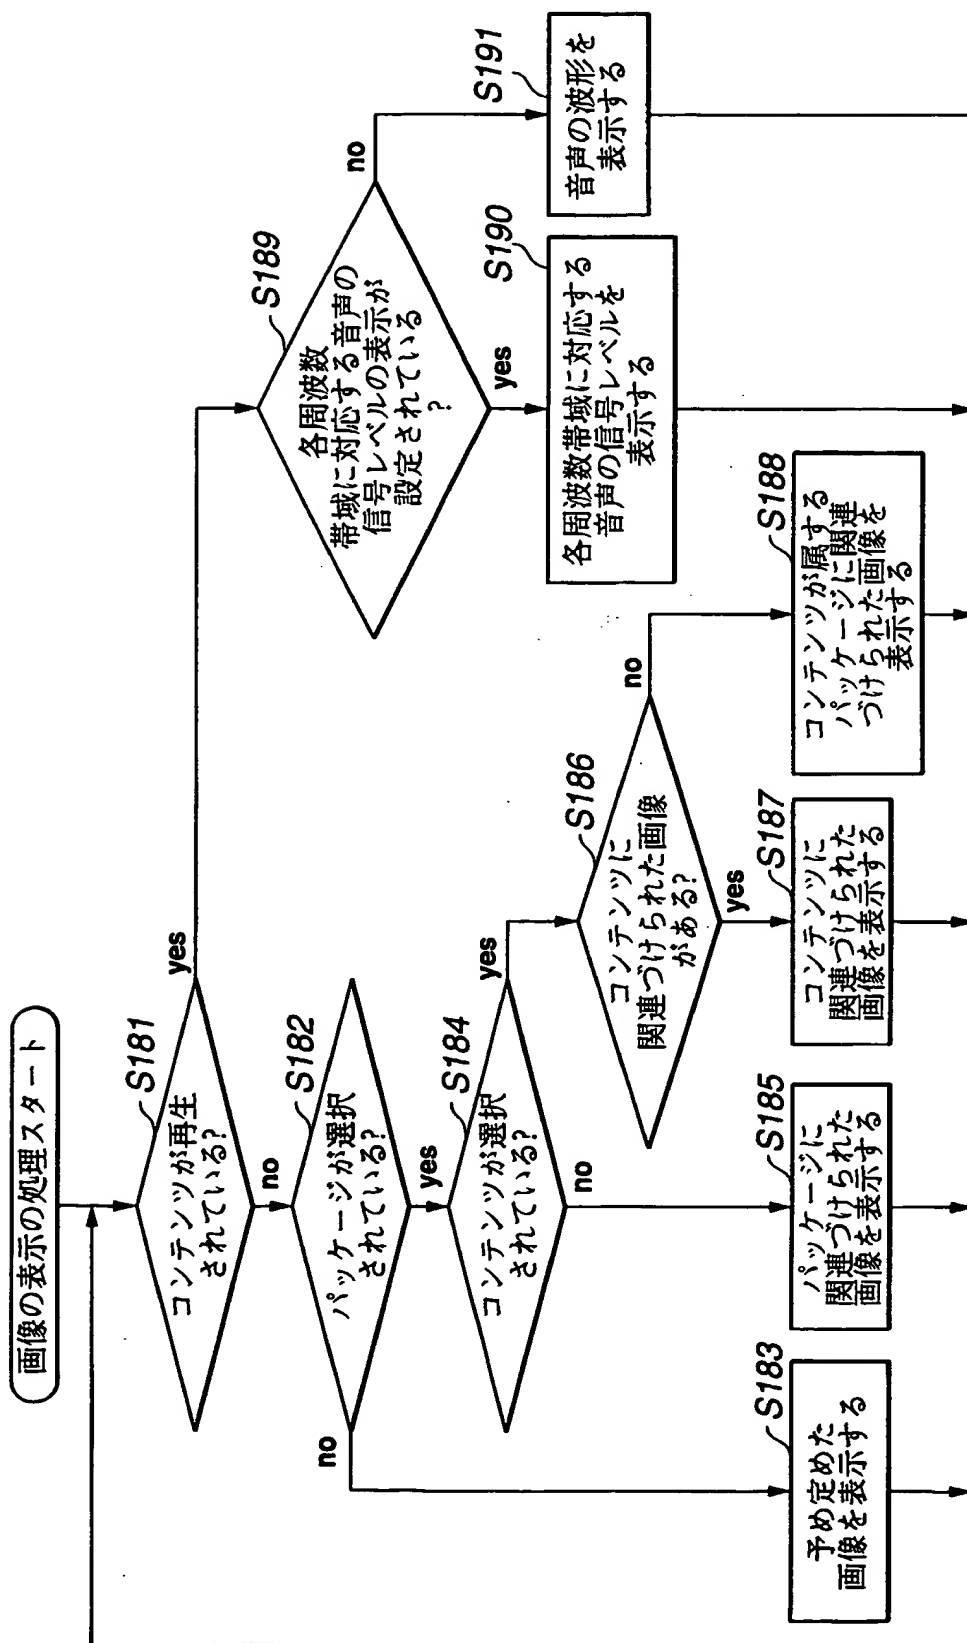 画像の表示の処理スタート
S181
コンテンツが再生
されている?
yes
no
S182
パッケージが選択
されている?
no
yes
S184
コンテンツが選択
されている?
yes
no
S189
各周波数
帯域に対応する音声の
信号レベルの表示が
設定されている
?
no
yes
S186
コンテンツに
関連づけられた画像
がある?
no
yes
S183
予め定めた
画像を表示する
S185
パッケージに
関連づけられた
画像を表示する
S187
コンテンツに
関連づけられた
画像を表示する
S188
コンテンツが属する
パッケージに関連
づけられた画像を
表示する
S190
各周波数帯域に対応する
音声の信号レベルを
表示する
S191
音声の波形を
表示する